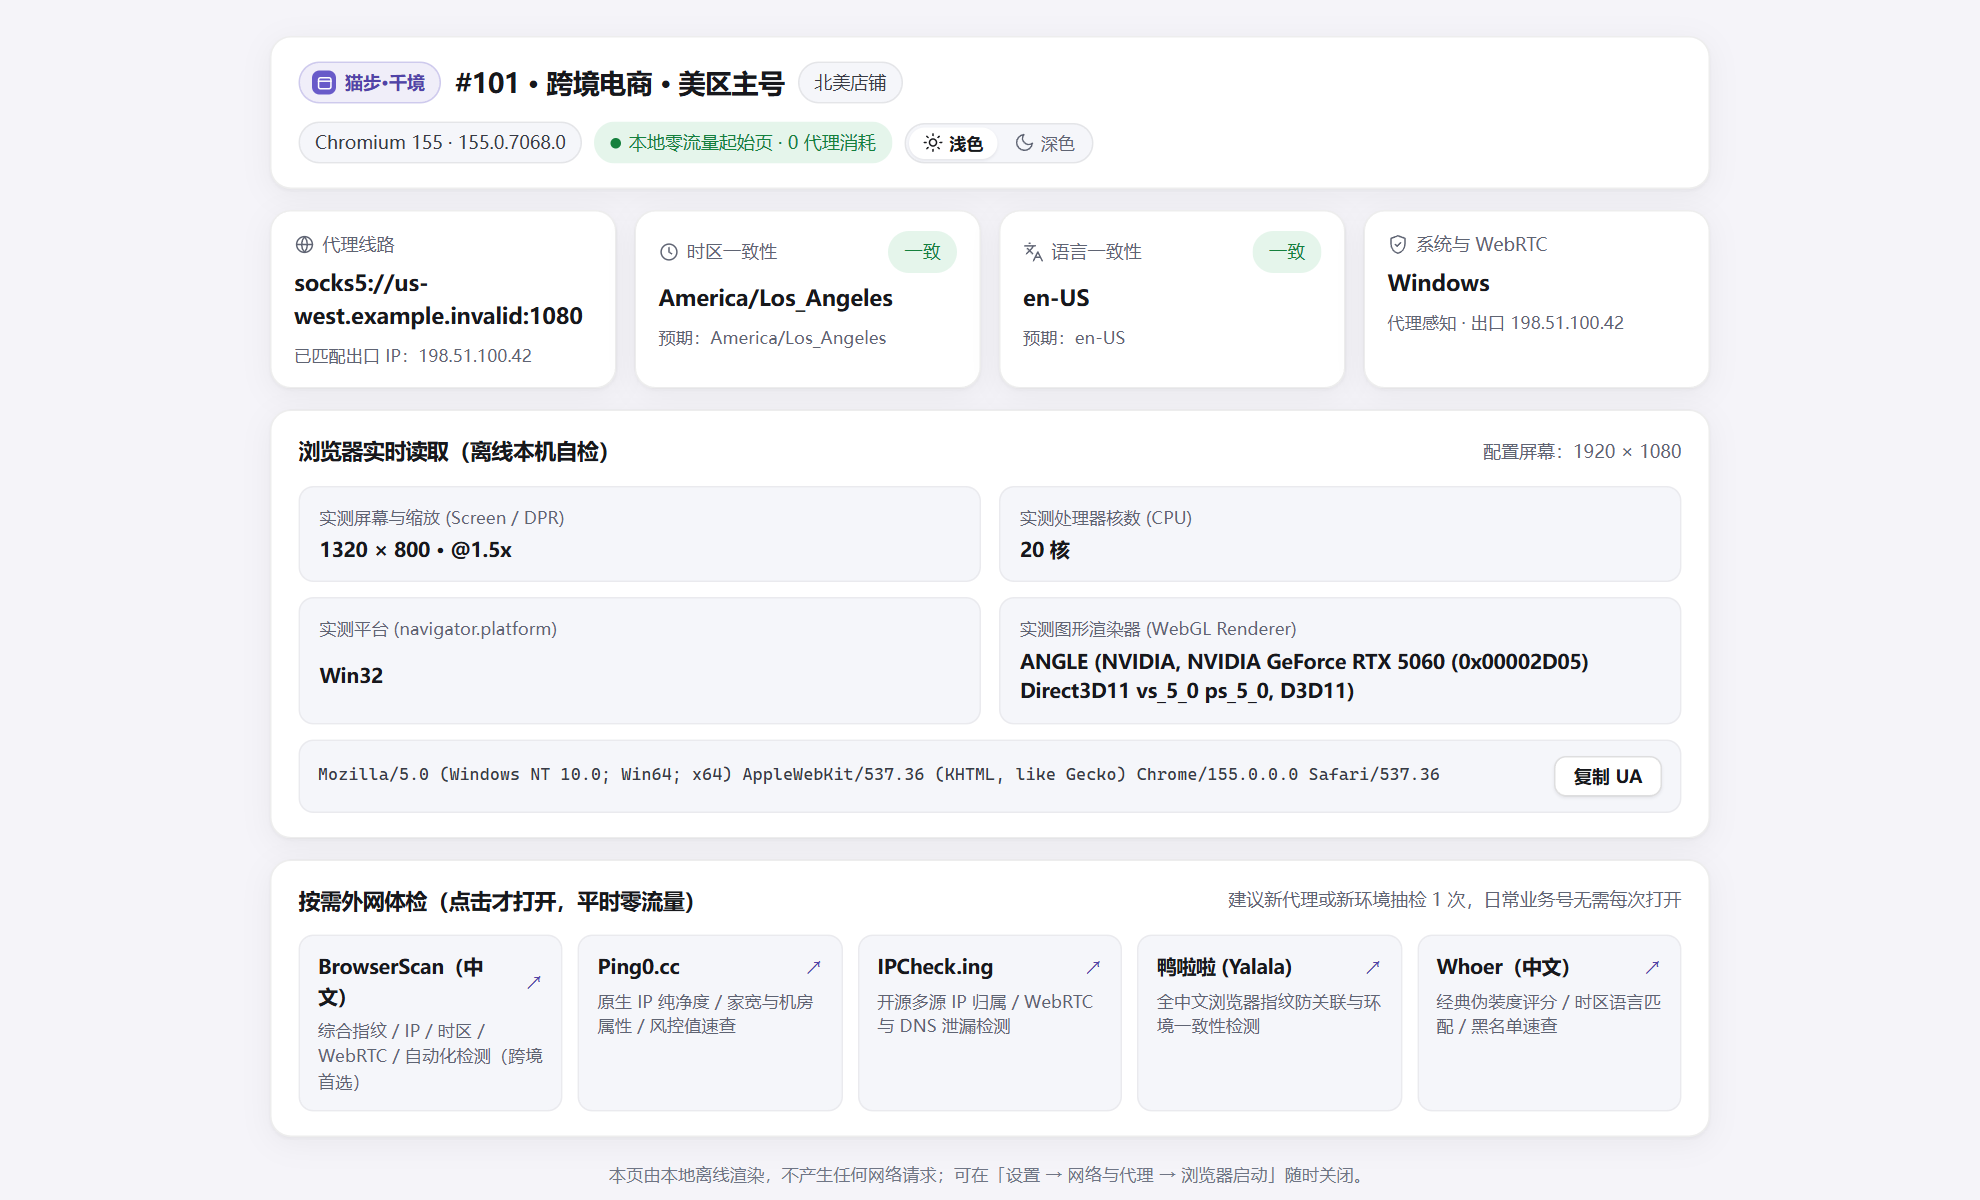 猫步•千境
#101 • 跨境电商 • 美区主号
北美店铺
Chromium 155 · 155.0.7068.0
本地零流量起始页 · 0 代理消耗
浅色
深色
代理线路
socks5://us-
west.example.invalid:1080
已匹配出口 IP：198.51.100.42
时区一致性
一致
America/Los_Angeles
预期：America/Los_Angeles
语言一致性
一致
en-US
预期：en-US
系统与 WebRTC
Windows
代理感知 · 出口 198.51.100.42
浏览器实时读取（离线本机自检）
配置屏幕：1920 × 1080
实测屏幕与缩放 (Screen / DPR)
1320 × 800 • @1.5x
实测处理器核数 (CPU)
20 核
实测平台 (navigator.platform)
Win32
实测图形渲染器 (WebGL Renderer)
ANGLE (NVIDIA, NVIDIA GeForce RTX 5060 (0x00002D05)
Direct3D11 vs_5_0 ps_5_0, D3D11)
Mozilla/5.0 (Windows NT 10.0; Win64; x64) AppleWebKit/537.36 (KHTML, like Gecko) Chrome/155.0.0.0 Safari/537.36
复制 UA
按需外网体检（点击才打开，平时零流量）
建议新代理或新环境抽检 1 次，日常业务号无需每次打开
BrowserScan（中
文）
综合指纹 / IP / 时区 /
WebRTC / 自动化检测（跨境
首选）
Ping0.cc
原生 IP 纯净度 / 家宽与机房
属性 / 风控值速查
IPCheck.ing
开源多源 IP 归属 / WebRTC
与 DNS 泄漏检测
鸭啦啦 (Yalala)
全中文浏览器指纹防关联与环
境一致性检测
Whoer（中文）
经典伪装度评分 / 时区语言匹
配 / 黑名单速查
本页由本地离线渲染，不产生任何网络请求；可在「设置 → 网络与代理 → 浏览器启动」随时关闭。